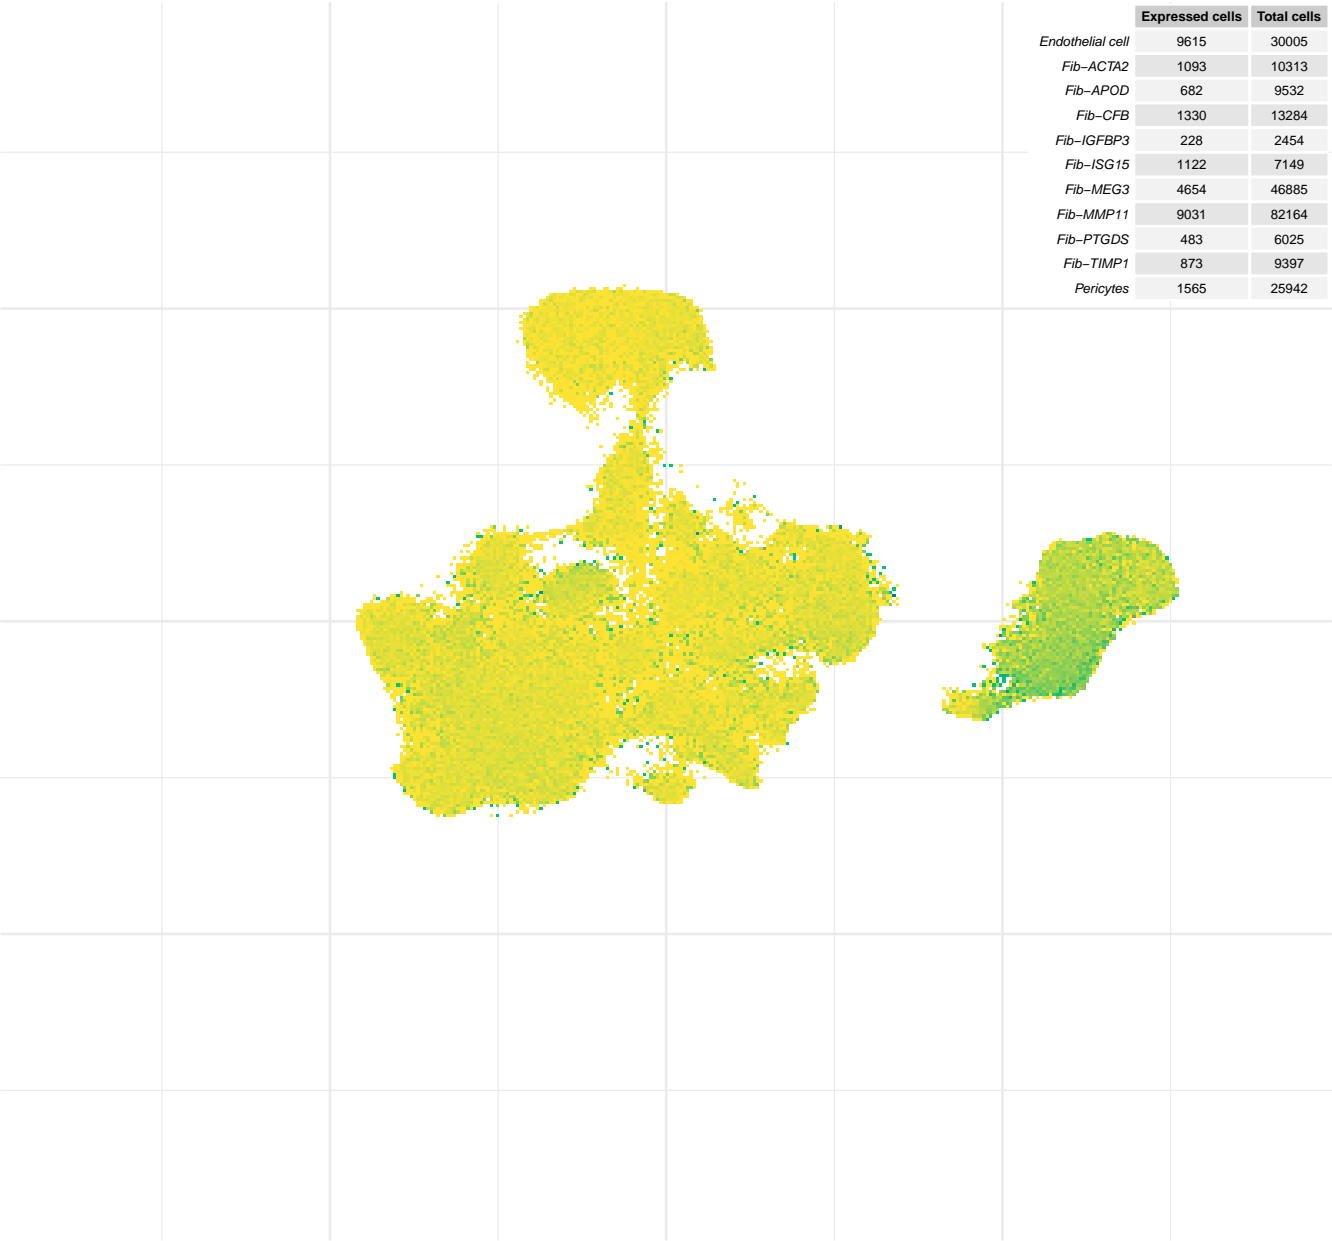 Expressed cells Total cells
Endothelial cell 9615 30005
Fib−ACTA2 1093 10313
Fib−APOD 682 9532
Fib−CFB 1330 13284
Fib−IGFBP3 228 2454
Fib−ISG15 1122 7149
Fib−MEG3 4654 46885
Fib−MMP11 9031 82164
Fib−PTGDS 483 6025
Fib−TIMP1 873 9397
Pericytes 1565 25942